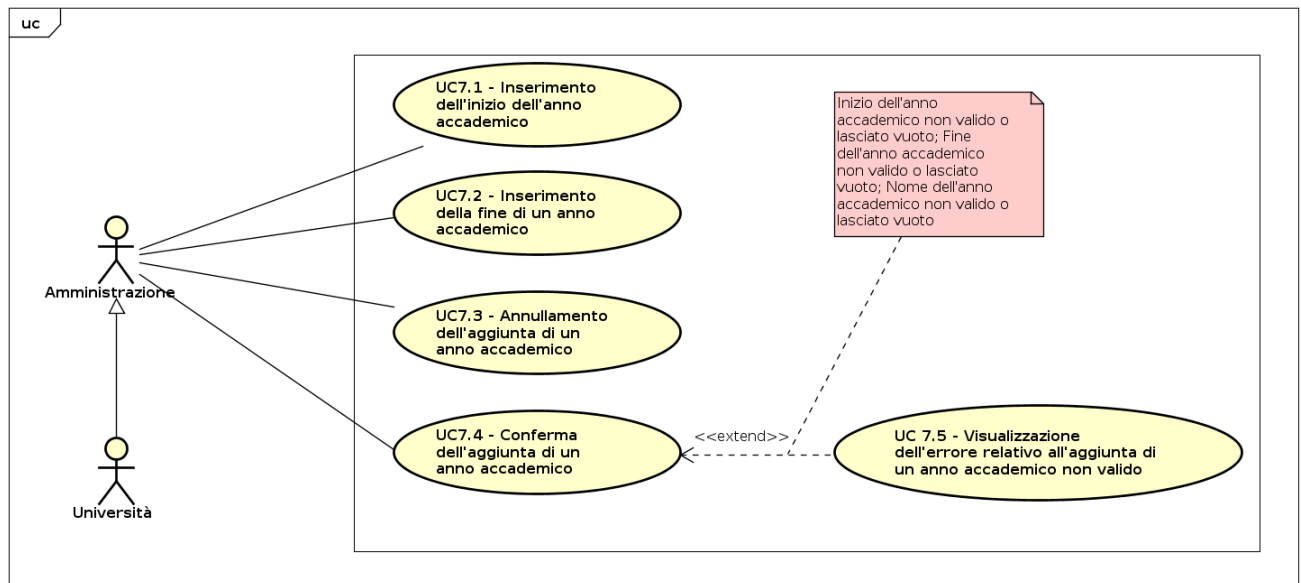 uc
UC7.1 - Inserimento
dell'inizio dell'anno
accademico
Inizio dell'anno
accademico non valido o
lasciato vuoto; Fine
dell'anno accademico
non valido o lasciato
vuoto; Nome dell'anno
accademico non valido o
lasciato vuoto
UC7.2 - Inserimento
della fine di un anno
accademico
Amministrazione
UC7.3 - Annullamento
dell'aggiunta di un
anno accademico
UC7.4 - Conferma
dell'aggiunta di un
anno accademico
<<extend>>
UC 7.5 - Visualizzazione
dell'errore relativo all'aggiunta di
un anno accademico non valido
Università